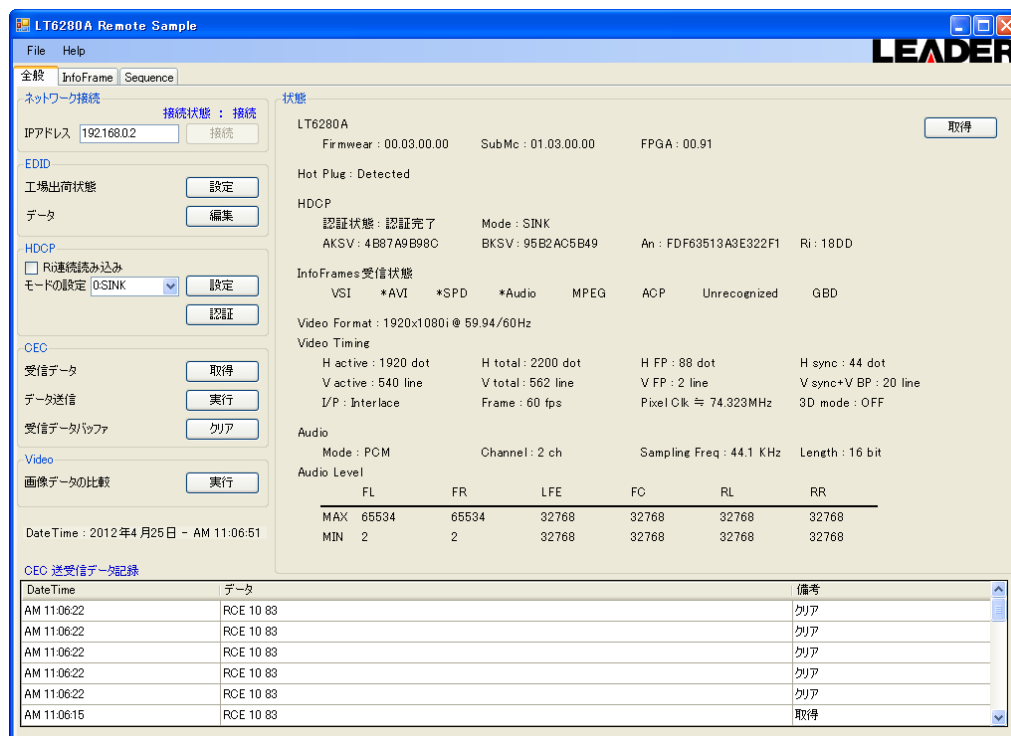 LT6280A Remote Sample
File Help
LEADER
全般 InfoFrame Sequence
ネットワーク接続
接続状態 : 接続
IPアドレス 192.168.0.2 接続
EDID
工場出荷状態 設定
データ 編集
HDCP
Ri連続読み込み
モードの設定 0:SINK 設定
認証
CEC
受信データ 取得
データ送信 実行
受信データバッファ クリア
Video
画像データの比較 実行
DateTime : 2012年4月25日 - AM 11:06:51
状態
LT6280A 取得
Firmwear : 00.03.00.00 SubMc : 01.03.00.00 FPGA : 00.91
Hot Plug : Detected
HDCP
認証状態 : 認証完了 Mode : SINK
AKSV : 4B87A9B98C BKSV : 95B2AC5B49 An : FDF63513A3E322F1 Ri : 18DD
InfoFrames受信状態
VSI *AVI *SPD *Audio MPEG ACP Unrecognized GBD
Video Format : 1920x1080i @ 59.94/60Hz
Video Timing
H active : 1920 dot H total : 2200 dot H FP : 88 dot H sync : 44 dot
V active : 540 line V total : 562 line V FP : 2 line V sync+V BP : 20 line
I/P : Interlace Frame : 60 fps Pixel Clk ≒ 74.323MHz 3D mode : OFF
Audio
Mode : PCM Channel : 2 ch Sampling Freq : 44.1 KHz Length : 16 bit
Audio Level
FL FR LFE FC RL RR
MAX 65534 65534 32768 32768 32768 32768
MIN 2 2 32768 32768 32768 32768
CEC 送受信データ記録
DateTime データ 備考
AM 11:06:22 RCE 10 83 クリア
AM 11:06:22 RCE 10 83 クリア
AM 11:06:22 RCE 10 83 クリア
AM 11:06:22 RCE 10 83 クリア
AM 11:06:22 RCE 10 83 クリア
AM 11:06:15 RCE 10 83 取得